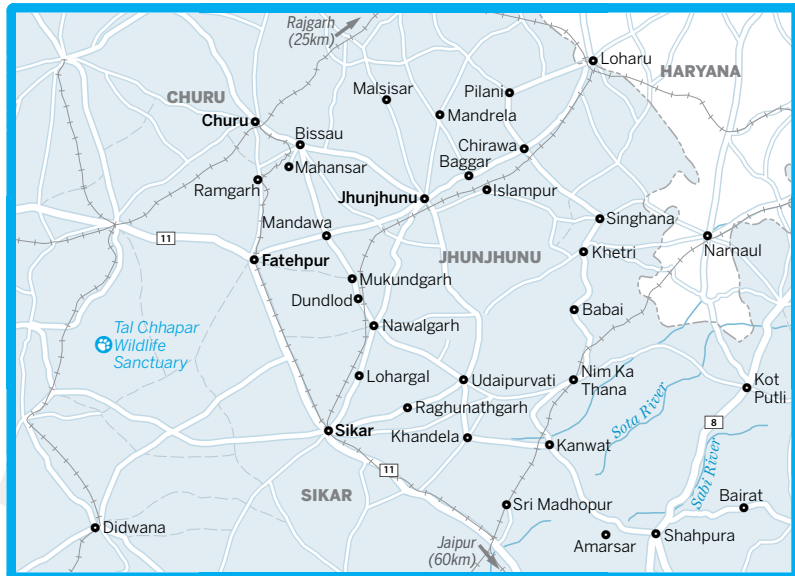 Rajgarh
(25km)
Loharu
HARYANA
CHURU
Malsisar
Pilani
Churu
Mandrela
Bissau
Chirawa
Mahansar
Baggar
Ramgarh
Islampur
Jhunjhunu
Singhana
Mandawa
11
Narnaul
JHUNJHUNU
Khetri
Fatehpur
Mukundgarh
Dundlod
Babai
Nawalgarh
Tal Chhapar
Wildlife
Sanctuary
Lohargal
Udaipurvati
Nim Ka
Thana
Kot
Putli
Raghunathgarh
Sota River
8
Sikar
Khandela
Kanwat
11
Sabi River
SIKAR
Sri Madhopur
Bairat
Didwana
Jaipur
(60km)
Amarsar
Shahpura